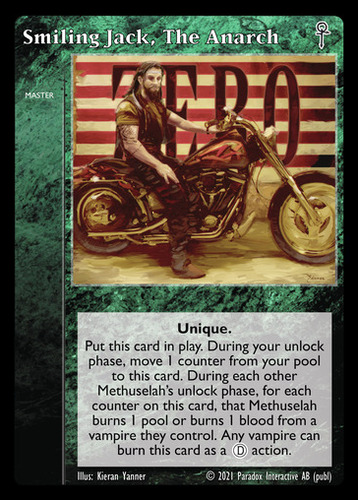 Smiling Jack, The Anarch
MASTER
ZERO
Unique.
Put this card in play. During your unlock
phase, move 1 counter from your pool
to this card. During each other
Methuselah's unlock phase, for each
counter on this card, that Methuselah
burns 1 pool or burns 1 blood from a
vampire they control. Any vampire can
burn this card as a Ⓓ action.
Illus: Kieran Yanner © 2021 Paradox Interactive AB (publ)